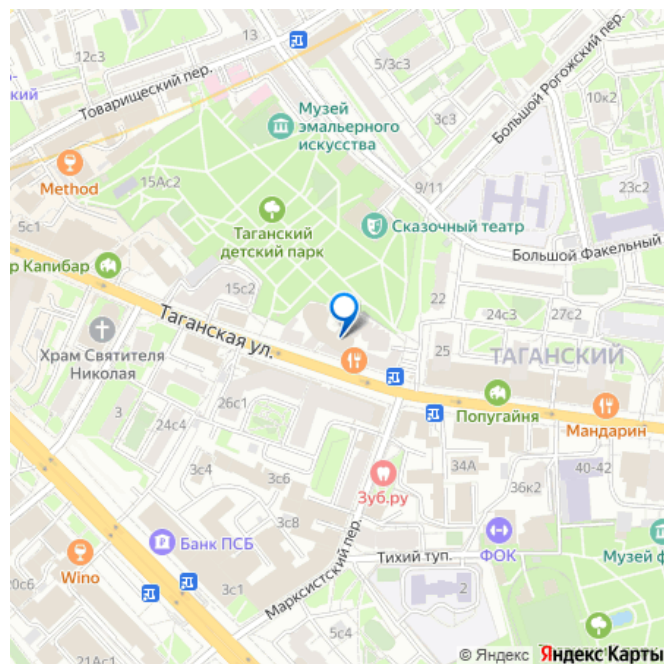 13
5/3с3
Большой Рогожский пер.
10к2
Товарищеский пер.
ский
Музей
эмальерного
искусства
3с3
Method
15Ас2
9/11
23с2
5с1
Таганский
детский парк
Сказочный театр
Большой Факельный
р Капибар
15с2
22
24с3
27с2
Таганская ул.
Храм Святителя
Николая
25
ТАГАНСКИЙ
3
26с1
Попугайня
Мандарин
24с4
3с4
3с6
34А
40-42
Зуб.ру
36к2
3с8
Банк ПСБ
ФОК
Музей ф
Тихий туп.
Wino
20с6
3с1
Марксистский пер.
2
5с4
21Ас1
© Яндекс Яндекс Карты